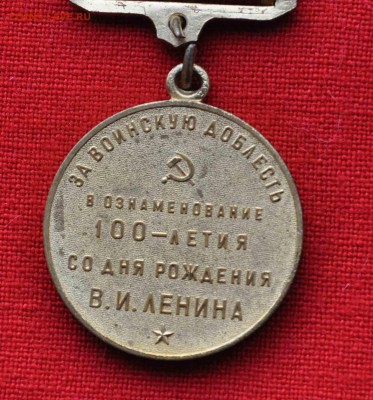 ЗА ВОИНСКУЮ ДОБЛЕСТЬ
В ОЗНАМЕНОВАНИЕ
100-ЛЕТИЯ
СО ДНЯ РОЖДЕНИЯ
В.И.ЛЕНИНА